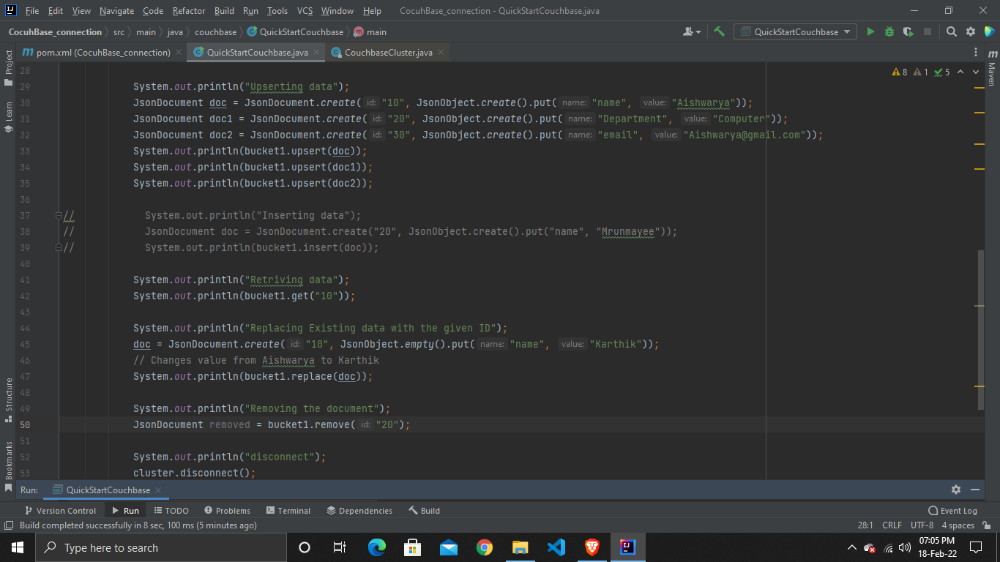 File Edit View Navigate Code Refactor Build Run Tools VCS Window Help CocuhBase_connection - QuickStartCouchbase.java
CocuhBase_connection src main java couchbase QuickStartCouchbase main QuickStartCouchbase
pom.xml (CocuhBase_connection) QuickStartCouchbase.java CouchbaseCluster.java
Project
Learn
Structure
Bookmarks
Maven
8 1 5
28
29 System.out.println("Upserting data");
30 JsonDocument doc = JsonDocument.create( id: "10", JsonObject.create().put( name: "name", value: "Aishwarya"));
31 JsonDocument doc1 = JsonDocument.create( id: "20", JsonObject.create().put( name: "Department", value: "Computer"));
32 JsonDocument doc2 = JsonDocument.create( id: "30", JsonObject.create().put( name: "email", value: "Aishwarya@gmail.com"));
33 System.out.println(bucket1.upsert(doc));
34 System.out.println(bucket1.upsert(doc1));
35 System.out.println(bucket1.upsert(doc2));
36
37 // System.out.println("Inserting data");
38 // JsonDocument doc = JsonDocument.create("20", JsonObject.create().put("name", "Mrunmayee"));
39 // System.out.println(bucket1.insert(doc));
40
41 System.out.println("Retriving data");
42 System.out.println(bucket1.get("10"));
43
44 System.out.println("Replacing Existing data with the given ID");
45 doc = JsonDocument.create( id: "10", JsonObject.empty().put( name: "name", value: "Karthik"));
46 // Changes value from Aishwarya to Karthik
47 System.out.println(bucket1.replace(doc));
48
49 System.out.println("Removing the document");
50 JsonDocument removed = bucket1.remove( id: "20");
51
52 System.out.println("disconnect");
53 cluster.disconnect();
Run: QuickStartCouchbase
Version Control Run TODO Problems Terminal Dependencies Build Event Log
Build completed successfully in 8 sec, 100 ms (5 minutes ago) 28:1 CRLF UTF-8 4 spaces
Type here to search
07:05 PM
18-Feb-22